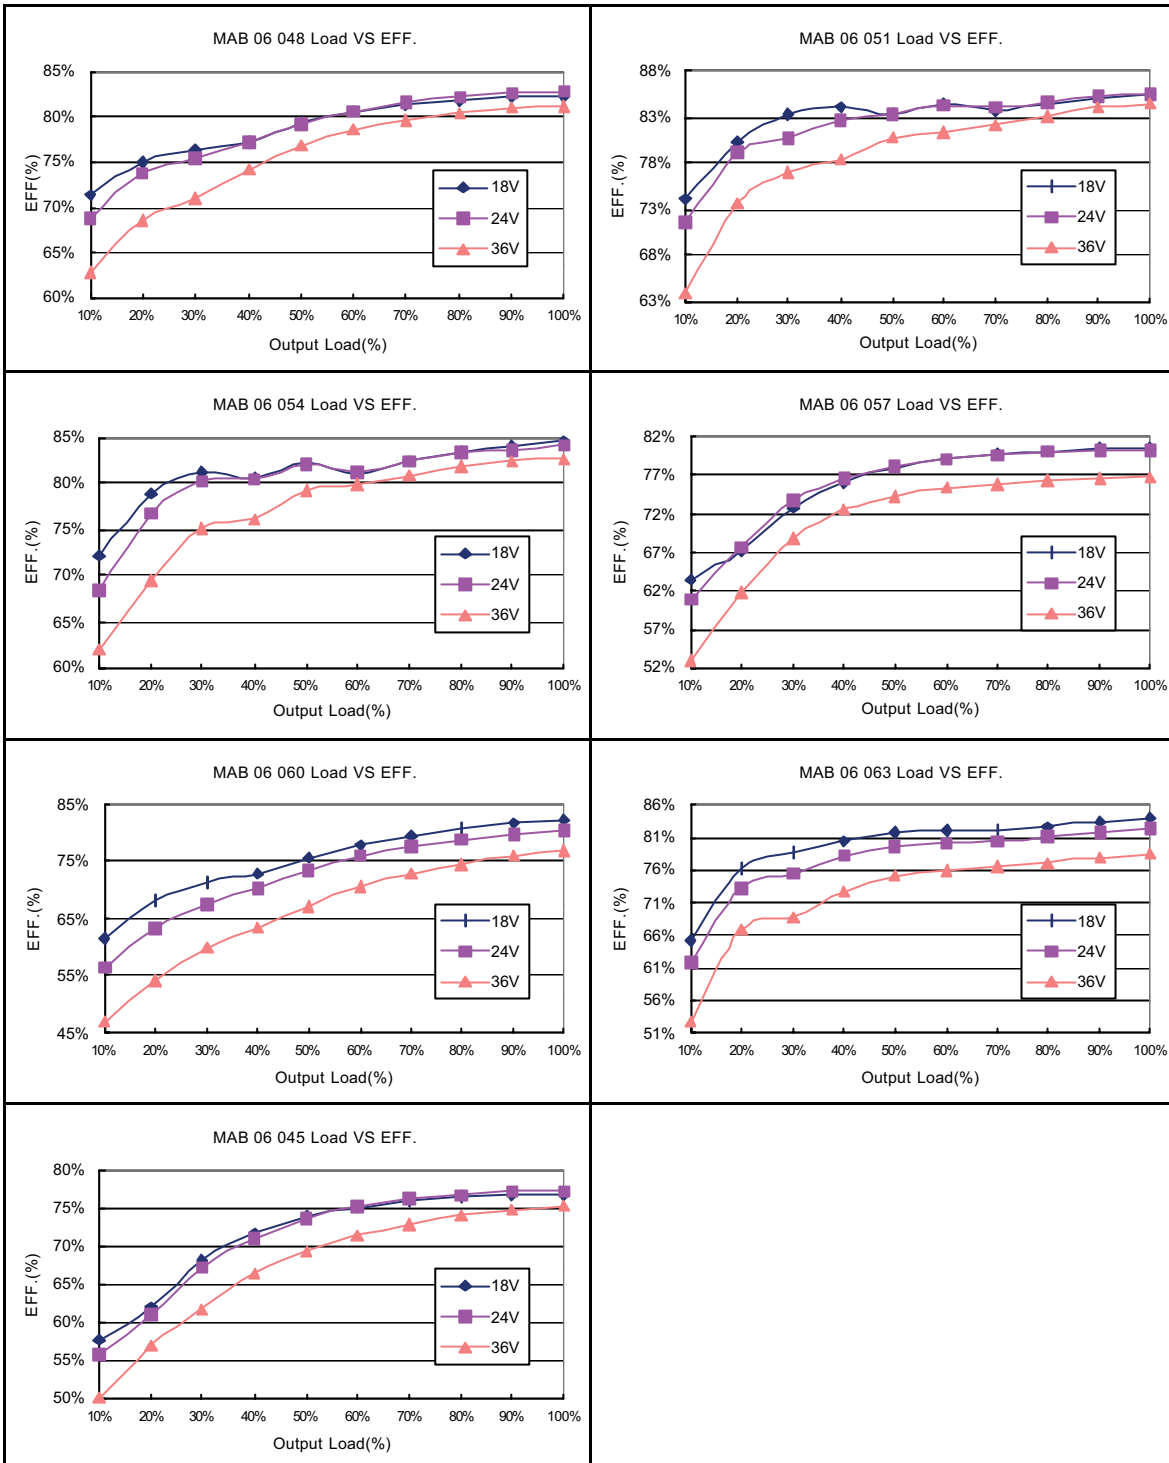 MAB 06 048 Load VS EFF.
EFF(%)
85%
80%
75%
70%
65%
60%
18V
24V
36V
10% 20% 30% 40% 50% 60% 70% 80% 90% 100%
Output Load(%)
MAB 06 051 Load VS EFF.
EFF.(%)
88%
83%
78%
73%
68%
63%
18V
24V
36V
10% 20% 30% 40% 50% 60% 70% 80% 90% 100%
Output Load(%)
MAB 06 054 Load VS EFF.
EFF.(%)
85%
80%
75%
70%
65%
60%
18V
24V
36V
10% 20% 30% 40% 50% 60% 70% 80% 90% 100%
Output Load(%)
MAB 06 057 Load VS EFF.
EFF.(%)
82%
77%
72%
67%
62%
57%
52%
18V
24V
36V
10% 20% 30% 40% 50% 60% 70% 80% 90% 100%
Output Load(%)
MAB 06 060 Load VS EFF.
EFF.(%)
85%
75%
65%
55%
45%
18V
24V
36V
10% 20% 30% 40% 50% 60% 70% 80% 90% 100%
Output Load(%)
MAB 06 063 Load VS EFF.
EFF.(%)
86%
81%
76%
71%
66%
61%
56%
51%
18V
24V
36V
10% 20% 30% 40% 50% 60% 70% 80% 90% 100%
Output Load(%)
MAB 06 045 Load VS EFF.
EFF.(%)
80%
75%
70%
65%
60%
55%
50%
18V
24V
36V
10% 20% 30% 40% 50% 60% 70% 80% 90% 100%
Output Load(%)